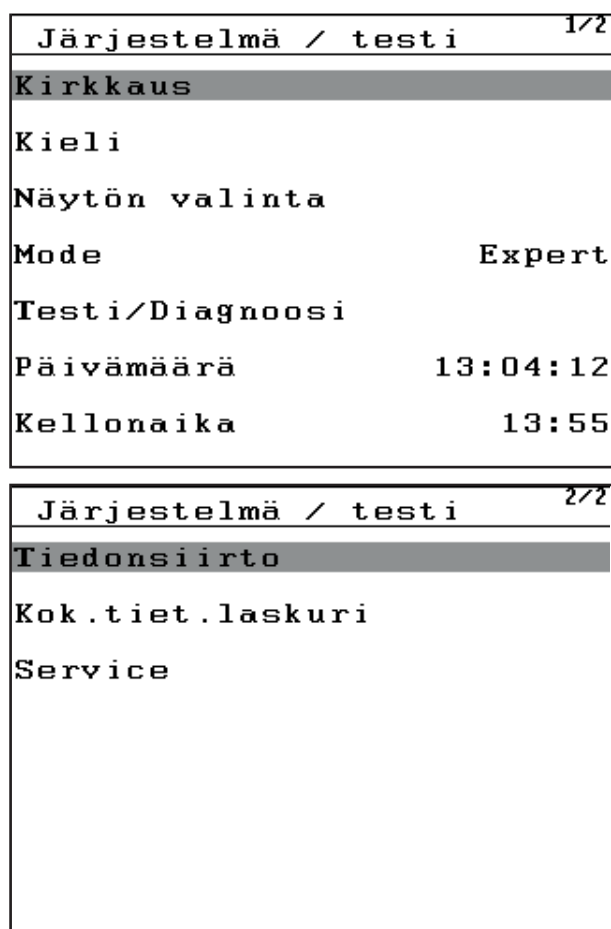 Järjestelmä / testi 1/2
Kirkkaus
Kieli
Näytön valinta
Mode Expert
Testi/Diagnoosi
Päivämäärä 13:04:12
Kellonaika 13:55
Järjestelmä / testi 2/2
Tiedonsiirto
Kok.tiet.laskuri
Service